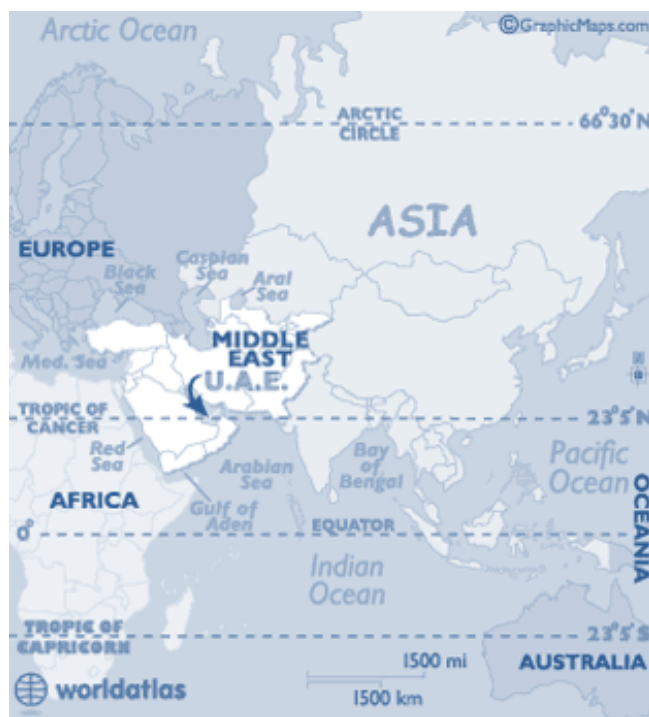 Arctic Ocean
©GraphicMaps.com
ARCTIC
CIRCLE
66°30'N
ASIA
EUROPE
Black
Sea
Caspian
Sea
Aral
Sea
MIDDLE
EAST
U.A.E.
Med. Sea
TROPIC OF
CANCER
23°5'N
Red
Sea
Arabian
Sea
Bay
of
Bengal
Pacific
Ocean
OCEANIA
AFRICA
Gulf of
Aden
0°
EQUATOR
Indian
Ocean
TROPIC OF
CAPRICORN
23°5'S
1500 mi
1500 km
AUSTRALIA
worldatlas